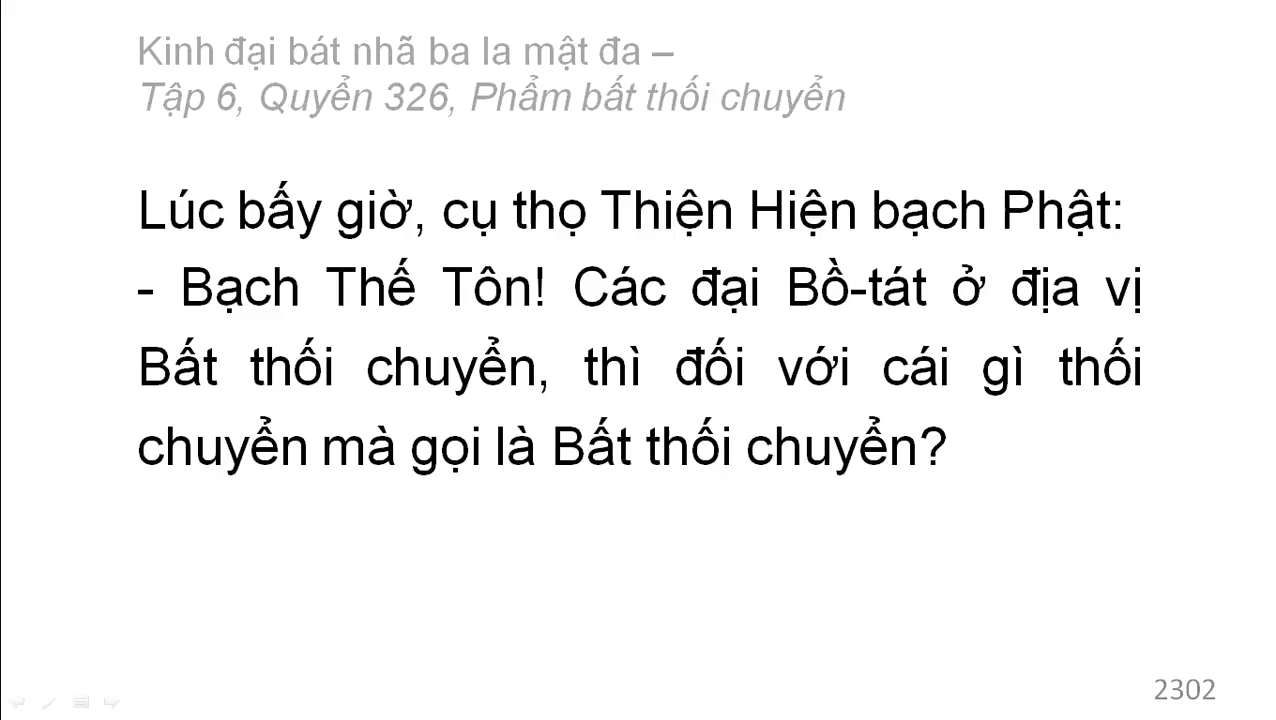 Kinh đại bát nhã ba la mật đa –
Tập 6, Quyển 326, Phẩm bất thối chuyển
Lúc bấy giờ, cụ thọ Thiện Hiện bạch Phật:
- Bạch Thế Tôn! Các đại Bồ-tát ở địa vị
Bất thối chuyển, thì đối với cái gì thối
chuyển mà gọi là Bất thối chuyển?
2302